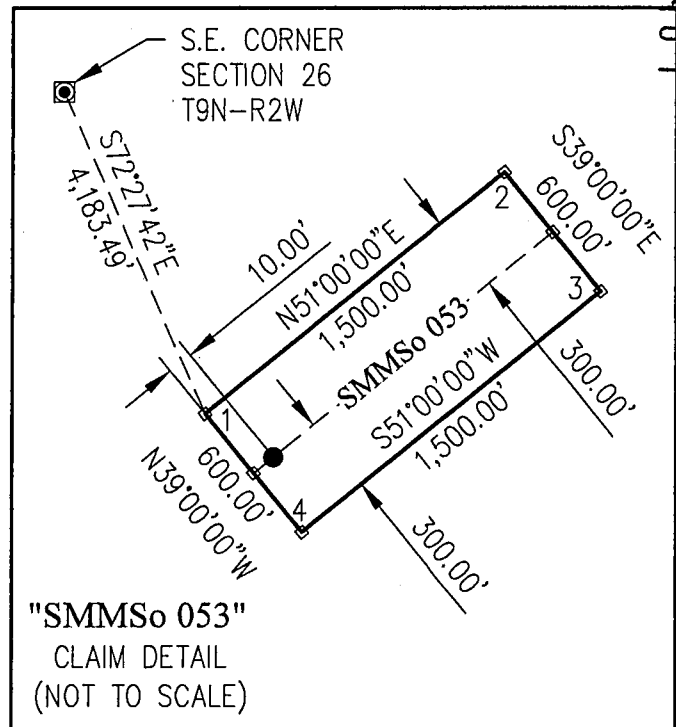 S.E. CORNER
SECTION 26
T9N-R2W
S72°27'42"E
4,183.49'
10.00'
N51°00'00"E
1,500.00'
2
S39°00'00"E
600.00'
3
SMMSo 053
S51°00'00"W
1,500.00'
300.00'
1
600.00'
N39°00'00"W
4
300.00'
"SMMSo 053"
CLAIM DETAIL
(NOT TO SCALE)